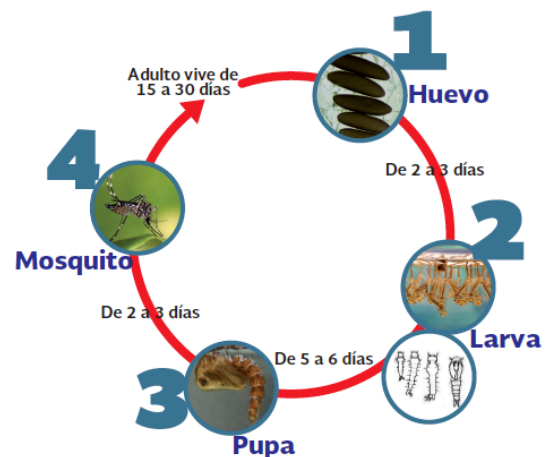 1
Huevo
De 2 a 3 días
2
Larva
De 5 a 6 días
3
Pupa
De 2 a 3 días
4
Mosquito
Adulto vive de
15 a 30 días